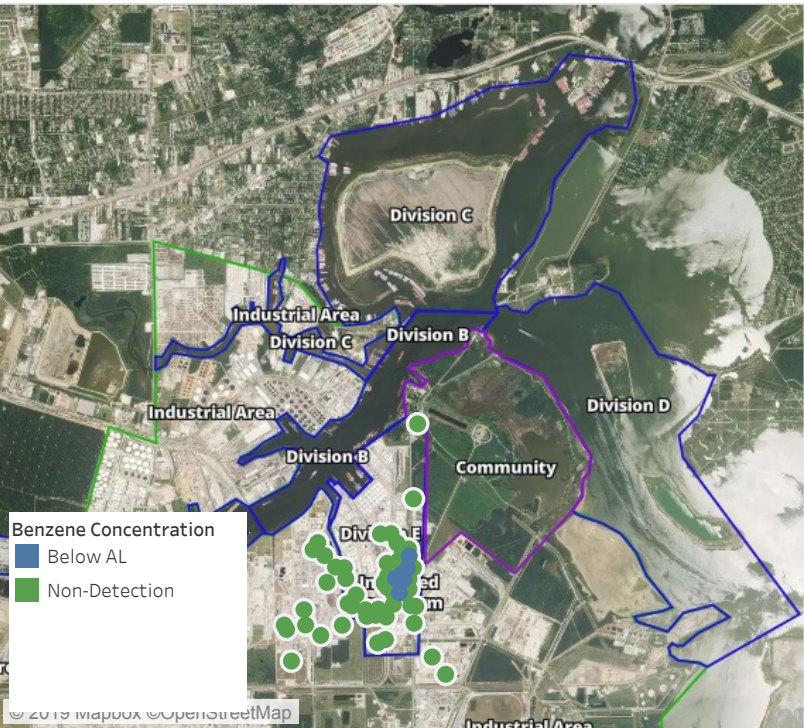 Division C
Industrial Area
Division B
Division C
Division D
Industrial Area
Division B
Community
Benzene Concentration
Below AL
Non-Detection
© 2019 Mapbox ©OpenStreetMap
Industrial Area